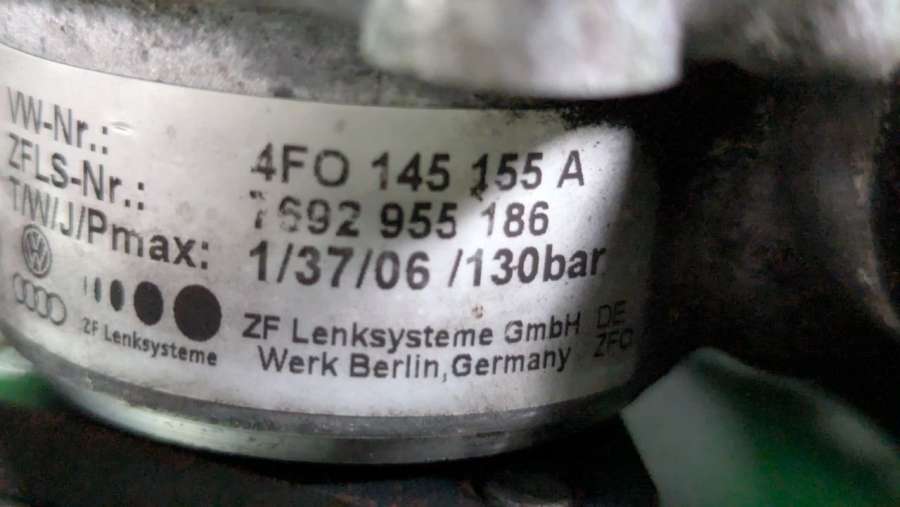 VW-Nr.: 4FO 145 155 A
ZFLS-Nr.: 7692 955 186
T/W/J/Pmax: 1/37/06 /130bar
ZF Lenksysteme
ZF Lenksysteme GmbH DE
Werk Berlin,Germany ZFO